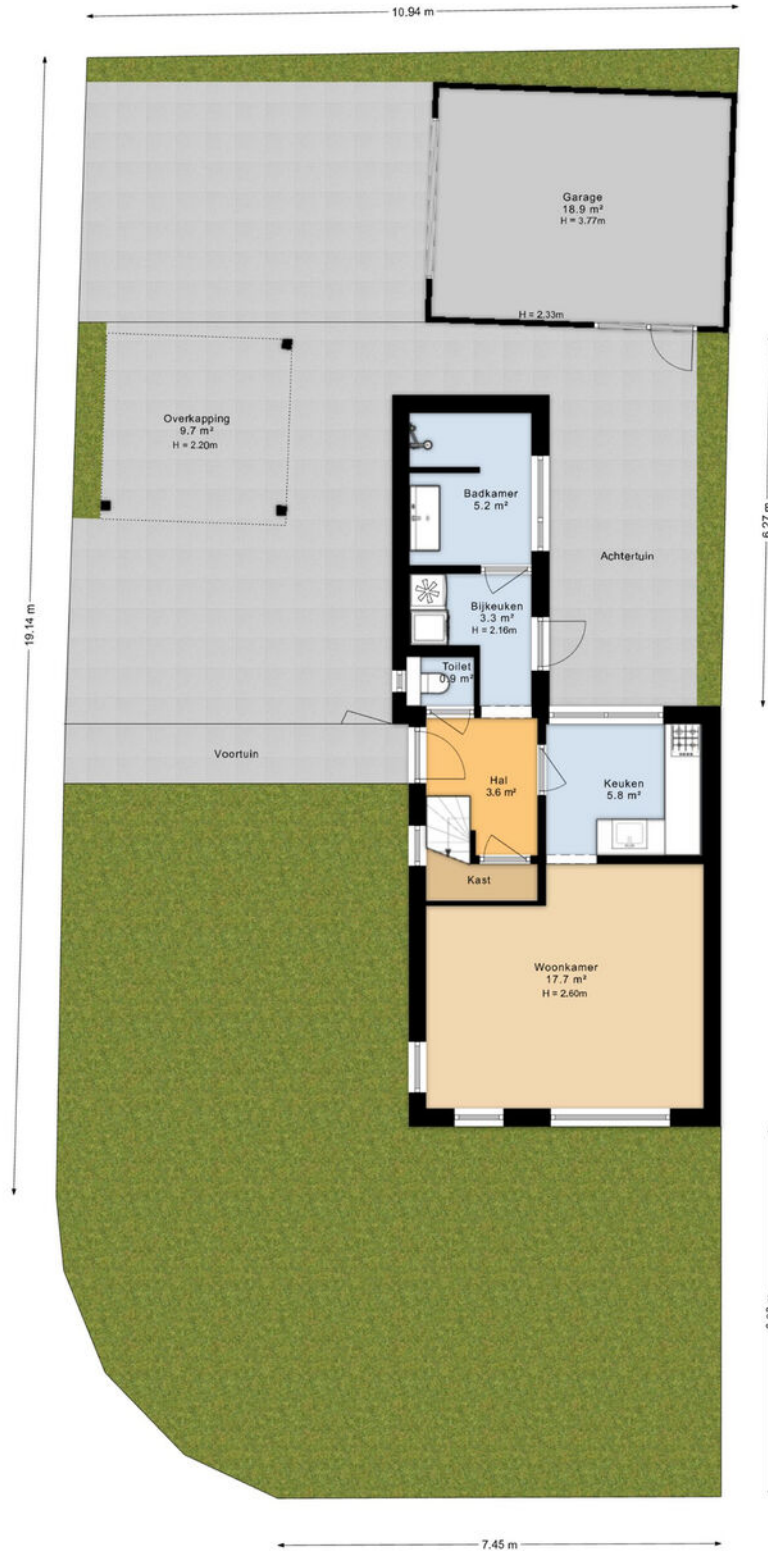 10.94 m
Garage
18.9 m²
H = 3.77m
H = 2.33m
Overkapping
9.7 m²
H = 2.20m
Badkamer
5.2 m²
6.27 m
Achtertuin
Bijkeuken
3.3 m²
H = 2.16m
19.14 m
Toilet
0.9 m²
Voortuin
Hal
3.6 m²
Keuken
5.8 m²
Kast
Woonkamer
17.7 m²
H = 2.60m
7.45 m